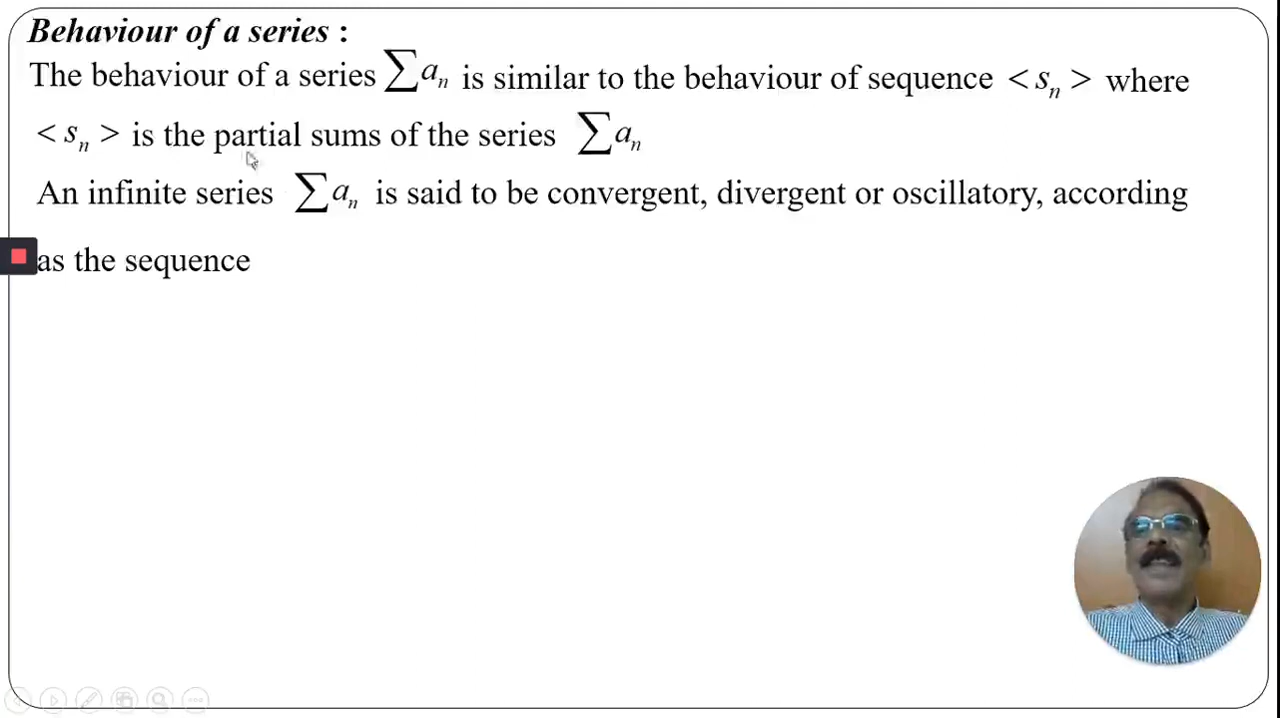 Behaviour of a series :
The behaviour of a series ∑aₙ is similar to the behaviour of sequence < sₙ > where
< sₙ > is the partial sums of the series ∑aₙ
An infinite series ∑aₙ is said to be convergent, divergent or oscillatory, according
as the sequence